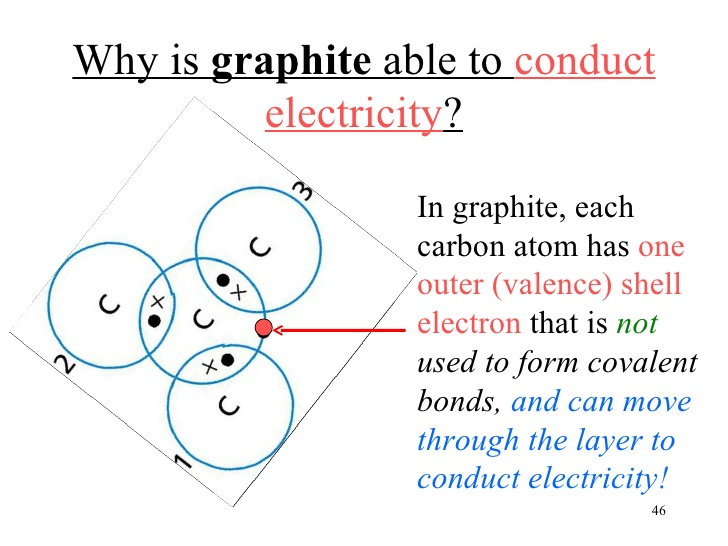 Why is graphite able to conduct
electricity?
3
C
In graphite, each
carbon atom has one
outer (valence) shell
electron that is not
used to form covalent
bonds, and can move
through the layer to
conduct electricity!
x
C
x
C
2
x
C
1
46